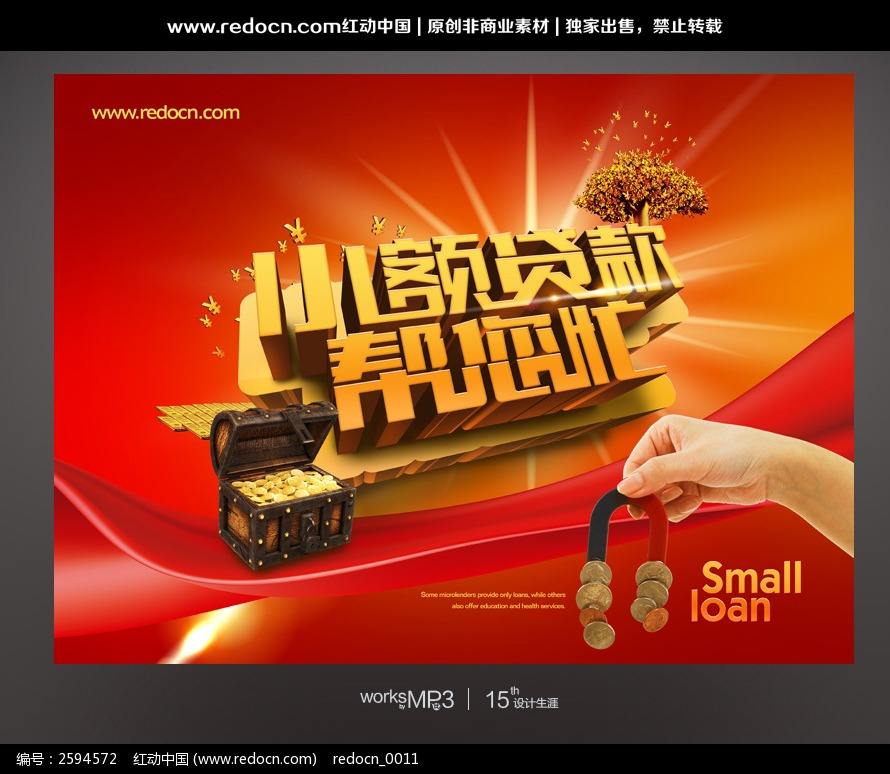 www.redocn.com红动中国 | 原创非商业素材 | 独家出售，禁止转载
www.redocn.com
小额贷款
帮您忙
Some microlenders provide only loans, while others
also offer education and health services.
Small
loan
works by MP3 | 15th 设计生涯
编号：2594572 红动中国 (www.redocn.com) redocn_0011